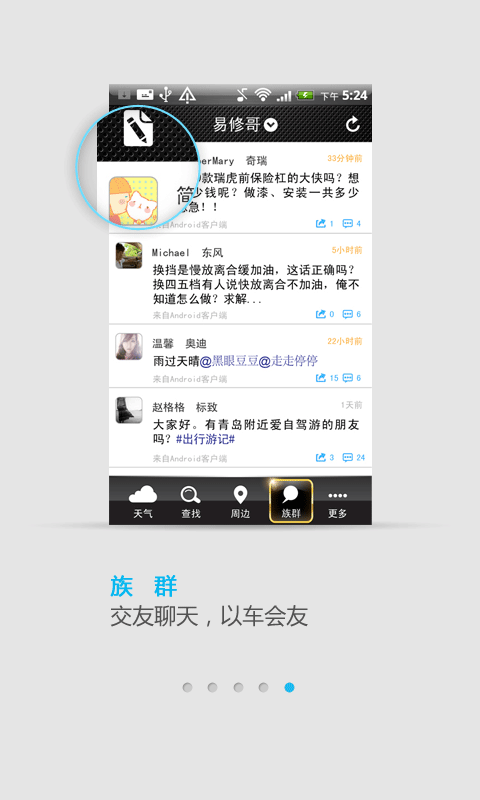 下午 5:24
易修哥
erMary 奇瑞 33分钟前
款瑞虎前保险杠的大侠吗？想
少钱呢？做漆、安装一共多少
急！！
简
来自Android客户端 1 4
Michael 东风 5小时前
换挡是慢放离合缓加油，这话正确吗？
换四五档有人说快放离合不加油，俺不
知道怎么做？求解...
来自Android客户端 0 6
温馨 奥迪 22小时前
雨过天晴@黑眼豆豆@走走停停
来自Android客户端 15 6
赵格格 标致 1天前
大家好。有青岛附近爱自驾游的朋友
吗？#出行游记#
来自Android客户端 3 24
天气 查找 周边 族群 更多
族 群
交友聊天，以车会友